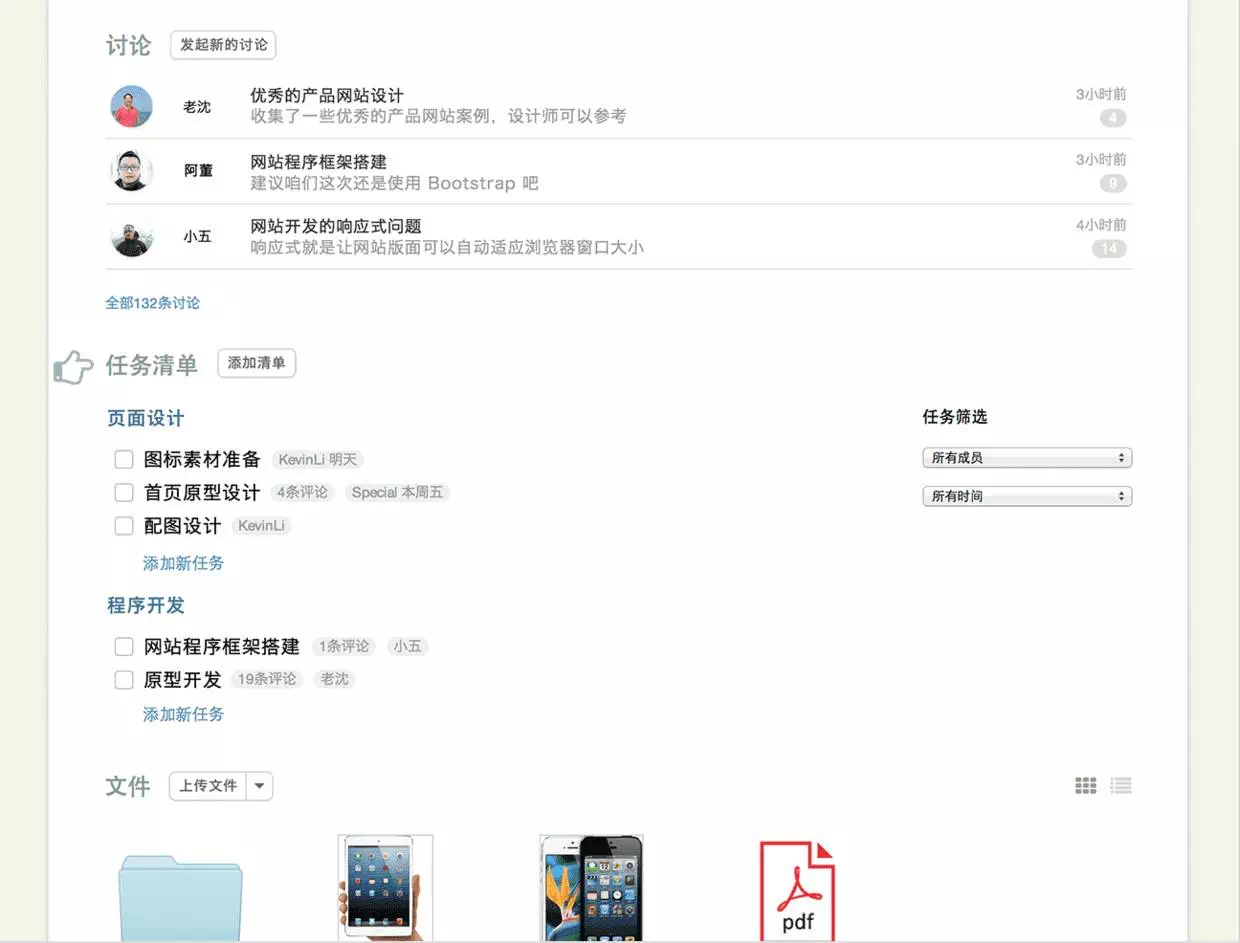 讨论 发起新的讨论
老沈 优秀的产品网站设计 3小时前
收集了一些优秀的产品网站案例，设计师可以参考 4
阿董 网站程序框架搭建 3小时前
建议咱们这次还是使用 Bootstrap 吧 9
小五 网站开发的响应式问题 4小时前
响应式就是让网站版面可以自动适应浏览器窗口大小 14
全部132条讨论
任务清单 添加清单
页面设计
图标素材准备 KevinLi 明天
首页原型设计 4条评论 Special 本周五
配图设计 KevinLi
添加新任务
程序开发
网站程序框架搭建 1条评论 小五
原型开发 19条评论 老沈
添加新任务
任务筛选
所有成员
所有时间
文件 上传文件
pdf